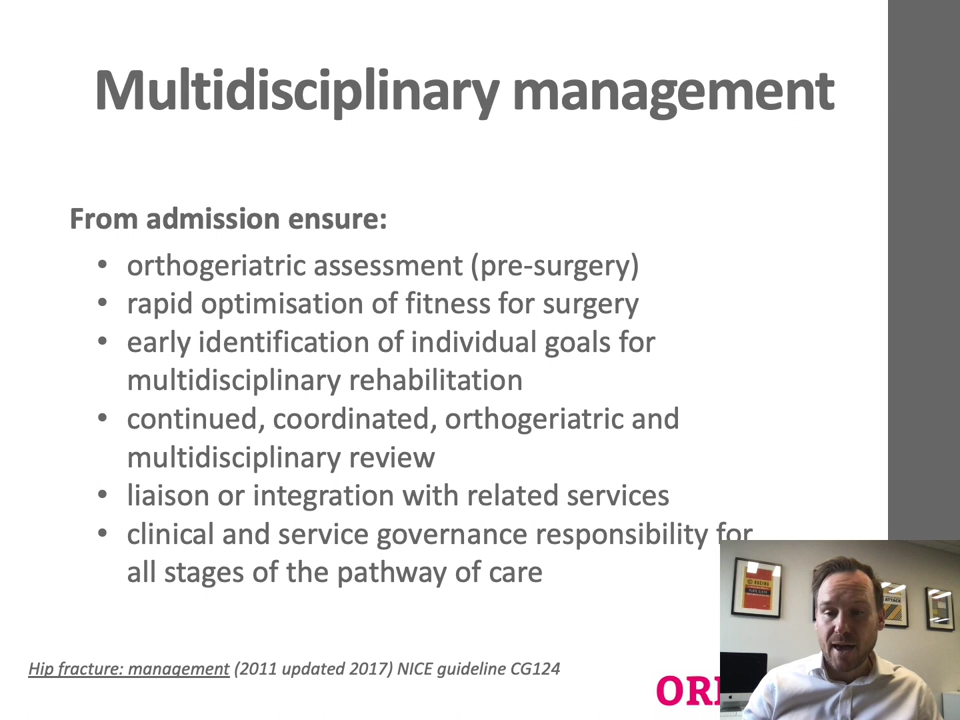 Multidisciplinary management
From admission ensure:
• orthogeriatric assessment (pre-surgery)
• rapid optimisation of fitness for surgery
• early identification of individual goals for
multidisciplinary rehabilitation
• continued, coordinated, orthogeriatric and
multidisciplinary review
• liaison or integration with related services
• clinical and service governance responsibility for
all stages of the pathway of care
Hip fracture: management (2011 updated 2017) NICE guideline CG124